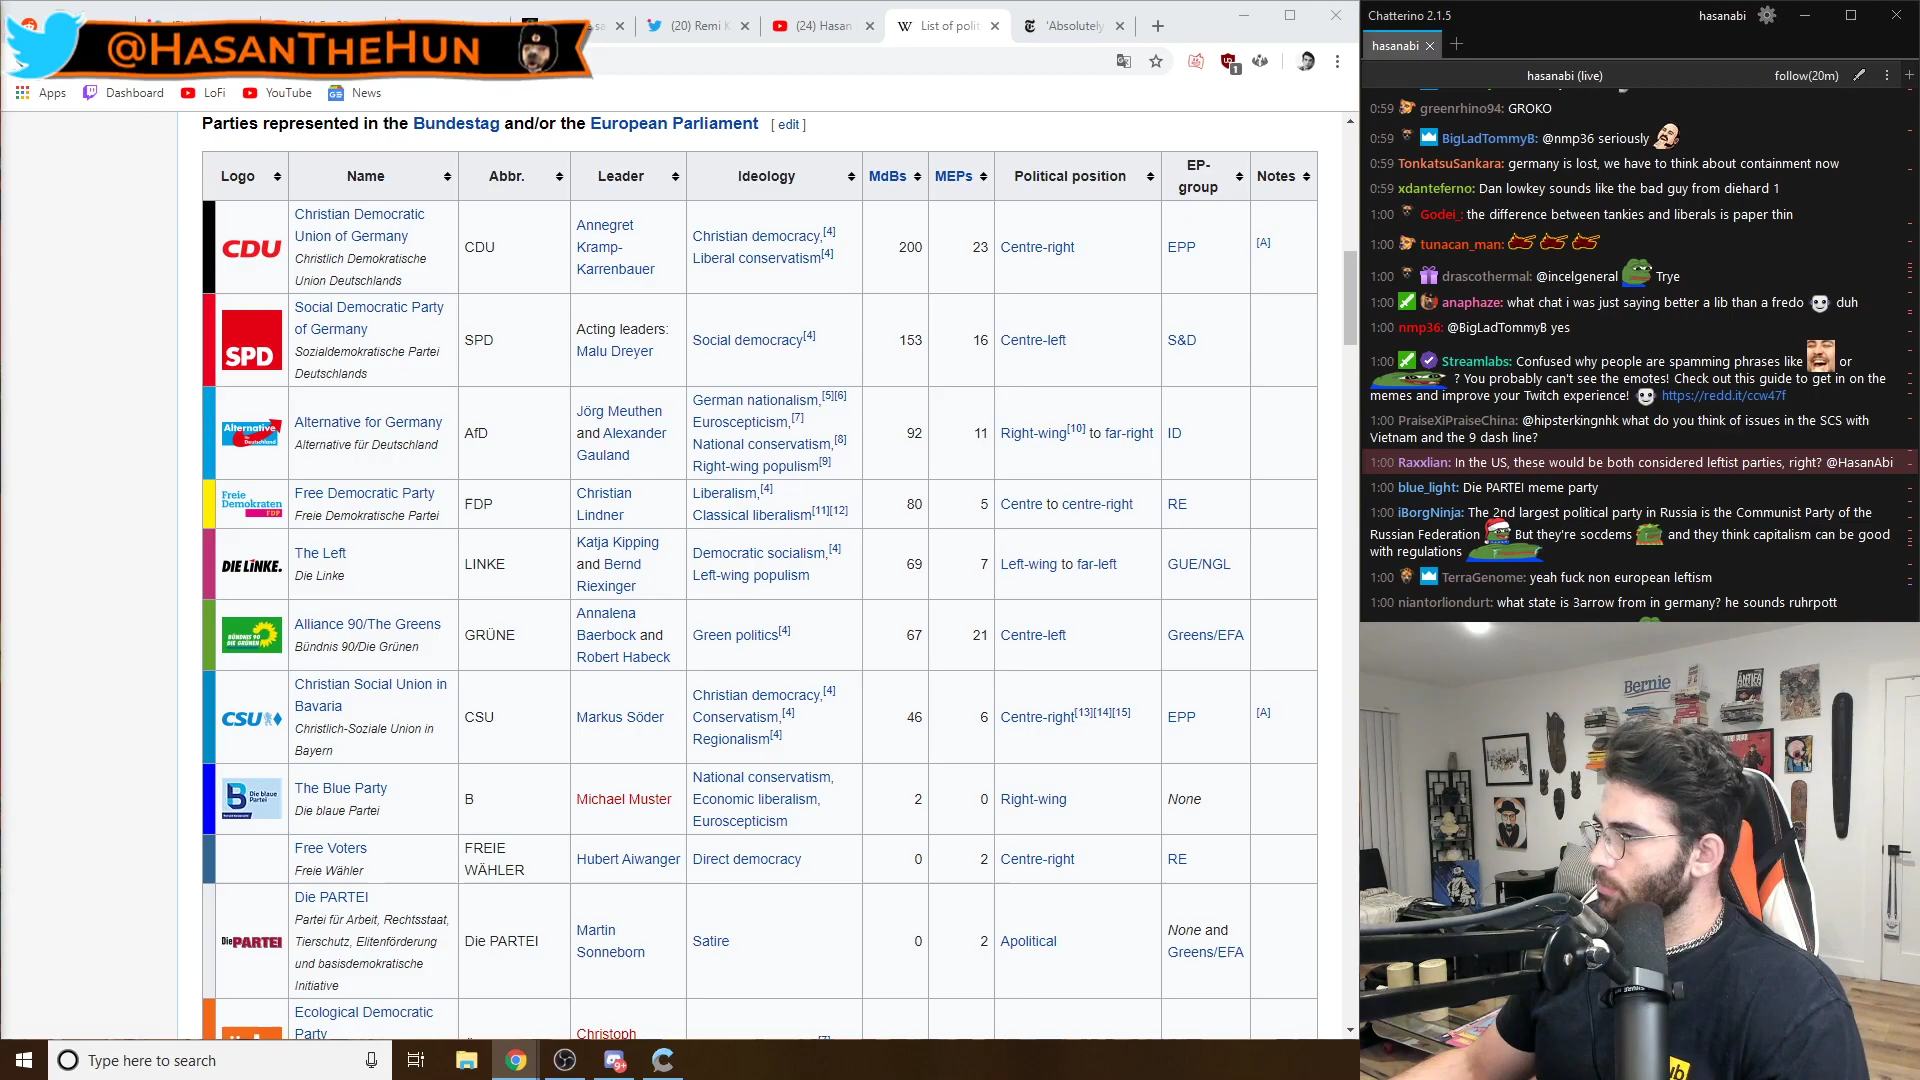 @HasanTheHun
(20) Remi K
(24) Hasan
List of polit
'Absolutely
Apps
Dashboard
LoFi
YouTube
News
1
Parties represented in the Bundestag and/or the European Parliament [ edit ]
Logo Name Abbr. Leader Ideology MdBs MEPs Political position EP-group Notes
CDU
Christian Democratic
Union of Germany
Christlich Demokratische
Union Deutschlands
CDU
Annegret
Kramp-
Karrenbauer
Christian democracy,[4]
Liberal conservatism[4]
200
23
Centre-right
EPP
[A]
SPD
Social Democratic Party
of Germany
Sozialdemokratische Partei
Deutschlands
SPD
Acting leaders:
Malu Dreyer
Social democracy[4]
153
16
Centre-left
S&D
Alternative
für Deutschland
Alternative for Germany
Alternative für Deutschland
AfD
Jörg Meuthen
and Alexander
Gauland
German nationalism,[5][6]
Euroscepticism,[7]
National conservatism,[8]
Right-wing populism[9]
92
11
Right-wing[10] to far-right
ID
Freie
Demokraten
FDP
Free Democratic Party
Freie Demokratische Partei
FDP
Christian
Lindner
Liberalism,[4]
Classical liberalism[11][12]
80
5
Centre to centre-right
RE
DIE LINKE.
The Left
Die Linke
LINKE
Katja Kipping
and Bernd
Riexinger
Democratic socialism,[4]
Left-wing populism
69
7
Left-wing to far-left
GUE/NGL
BÜNDNIS 90
DIE GRÜNEN
Alliance 90/The Greens
Bündnis 90/Die Grünen
GRÜNE
Annalena
Baerbock and
Robert Habeck
Green politics[4]
67
21
Centre-left
Greens/EFA
CSU
Christian Social Union in
Bavaria
Christlich-Soziale Union in
Bayern
CSU
Markus Söder
Christian democracy,[4]
Conservatism,[4]
Regionalism[4]
46
6
Centre-right[13][14][15]
EPP
[A]
B Die blaue
Partei
The Blue Party
Die blaue Partei
B
Michael Muster
National conservatism,
Economic liberalism,
Euroscepticism
2
0
Right-wing
None
Free Voters
Freie Wähler
FREIE
WÄHLER
Hubert Aiwanger
Direct democracy
0
2
Centre-right
RE
Die PARTEI
Die PARTEI
Partei für Arbeit, Rechtsstaat,
Tierschutz, Elitenförderung
und basisdemokratische
Initiative
Die PARTEI
Martin
Sonneborn
Satire
0
2
Apolitical
None and
Greens/EFA
Ecological Democratic
Party
Christoph
Type here to search
Chatterino 2.1.5
hasanabi
hasanabi
hasanabi (live)
follow(20m)
0:59 greenrhino94: GROKO
0:59 BigLadTommyB: @nmp36 seriously
0:59 TonkatsuSankara: germany is lost, we have to think about containment now
0:59 xdanteferno: Dan lowkey sounds like the bad guy from diehard 1
1:00 Godei_: the difference between tankies and liberals is paper thin
1:00 tunacan_man:
1:00 drascothermal: @incelgeneral Trye
1:00 anaphaze: what chat i was just saying better a lib than a fredo duh
1:00 nmp36: @BigLadTommyB yes
1:00 Streamlabs: Confused why people are spamming phrases like or
? You probably can't see the emotes! Check out this guide to get in on the
memes and improve your Twitch experience! https://redd.it/ccw47f
1:00 PraiseXiPraiseChina: @hipsterkingnhk what do you think of issues in the SCS with
Vietnam and the 9 dash line?
1:00 Raxxlian: In the US, these would be both considered leftist parties, right? @HasanAbi
1:00 blue_light: Die PARTEI meme party
1:00 iBorgNinja: The 2nd largest political party in Russia is the Communist Party of the
Russian Federation But they're socdems and they think capitalism can be good
with regulations
1:00 TerraGenome: yeah fuck non european leftism
1:00 niantorliondurt: what state is 3arrow from in germany? he sounds ruhrpott
Bernie
ANTIFA